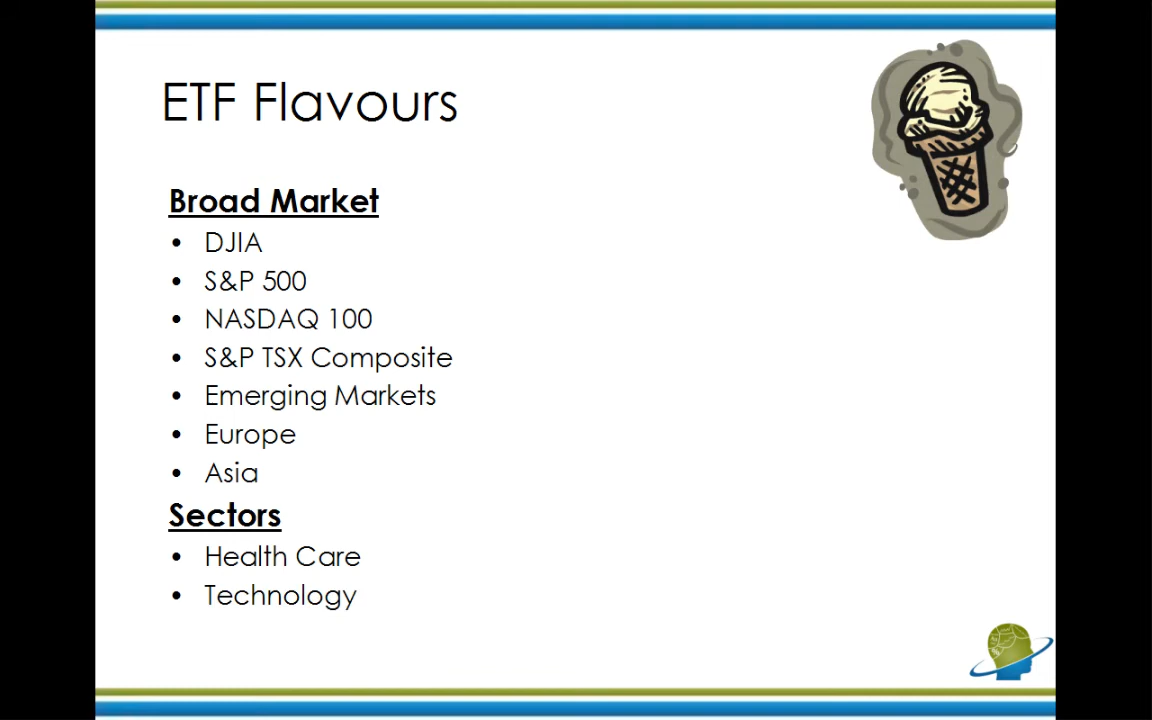 ETF Flavours
Broad Market
• DJIA
• S&P 500
• NASDAQ 100
• S&P TSX Composite
• Emerging Markets
• Europe
• Asia
Sectors
• Health Care
• Technology